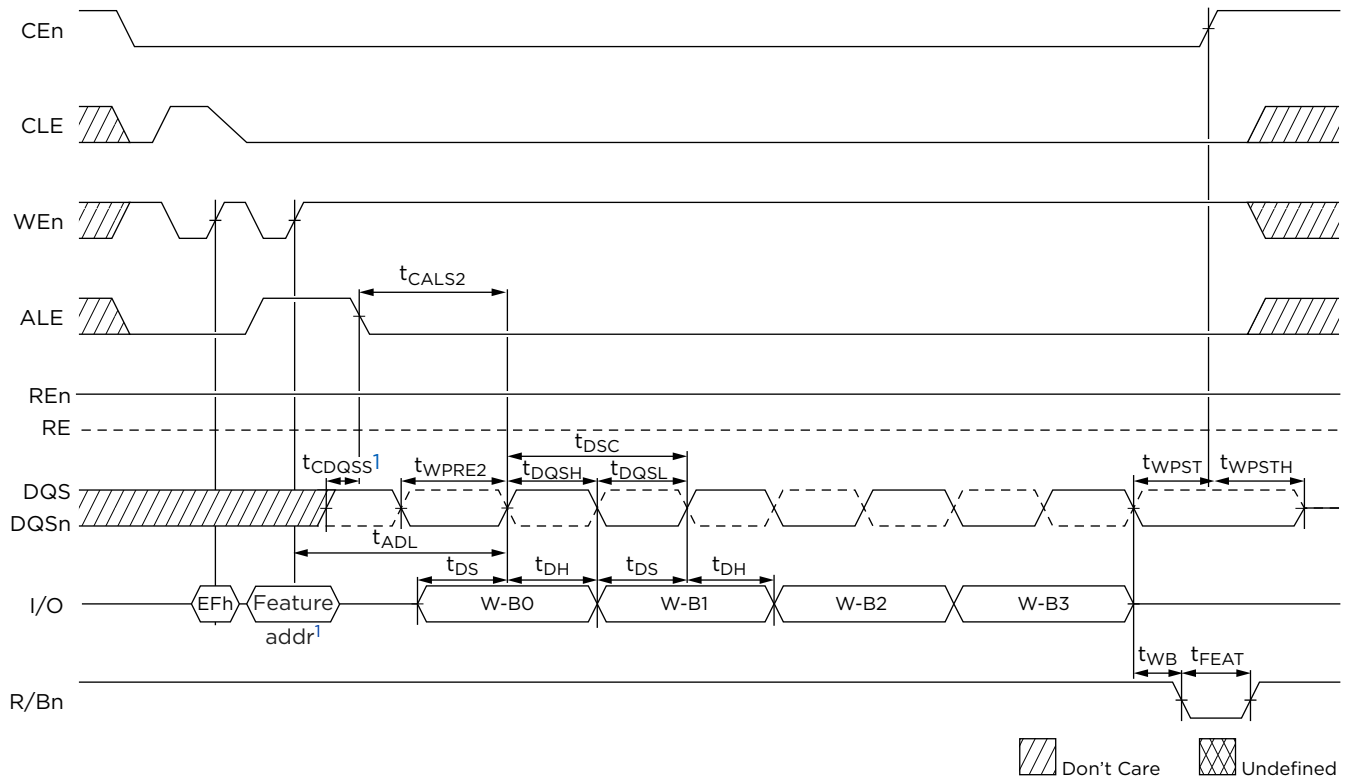 CEn
CLE
WEn
tCALS2
ALE
REn
RE
tDSC
tCDQSS1 tWPRE2 tDQSH tDQSL tWPST tWPSTH
DQS
DQSn
tADL
tDS tDH tDS tDH
I/O EFh Feature W-B0 W-B1 W-B2 W-B3
addr1
tWB tFEAT
R/Bn
Don't Care Undefined